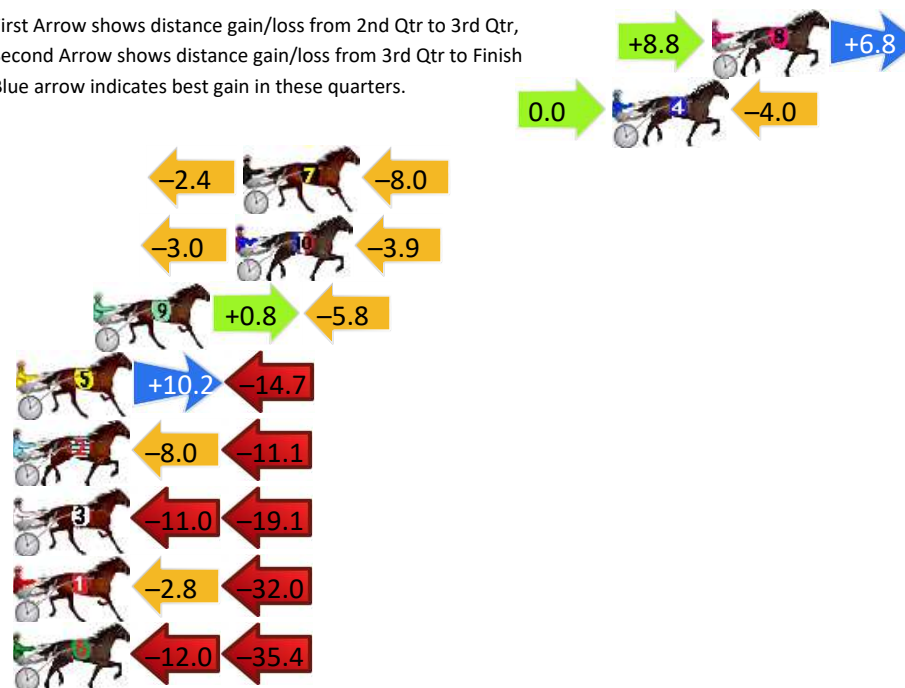 irst Arrow shows distance gain/loss from 2nd Qtr to 3rd Qtr,
econd Arrow shows distance gain/loss from 3rd Qtr to Finish
Blue arrow indicates best gain in these quarters.
+8.8 8 +6.8
0.0 4 –4.0
–2.4 7 –8.0
–3.0 10 –3.9
9 +0.8 –5.8
5 +10.2 –14.7
–8.0 –11.1
3 –11.0 –19.1
1 –2.8 –32.0
–12.0 –35.4